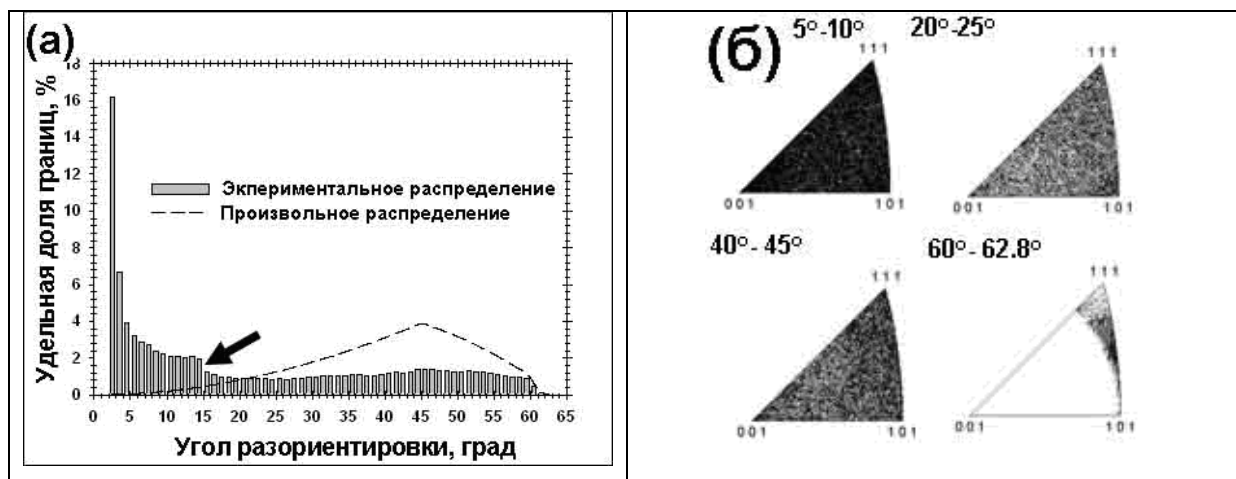 (а)
Удельная доля границ, %
18
16
14
12
10
8
6
4
2
0
Экпериментальное распределение
Произвольное распределение
0 5 10 15 20 25 30 35 40 45 50 55 60 65
Угол разориентировки, град
(б)
5°-10° 20°-25°
111 111
001 101 001 101
40°-45° 60°-62.8°
111 111
001 101 001 101